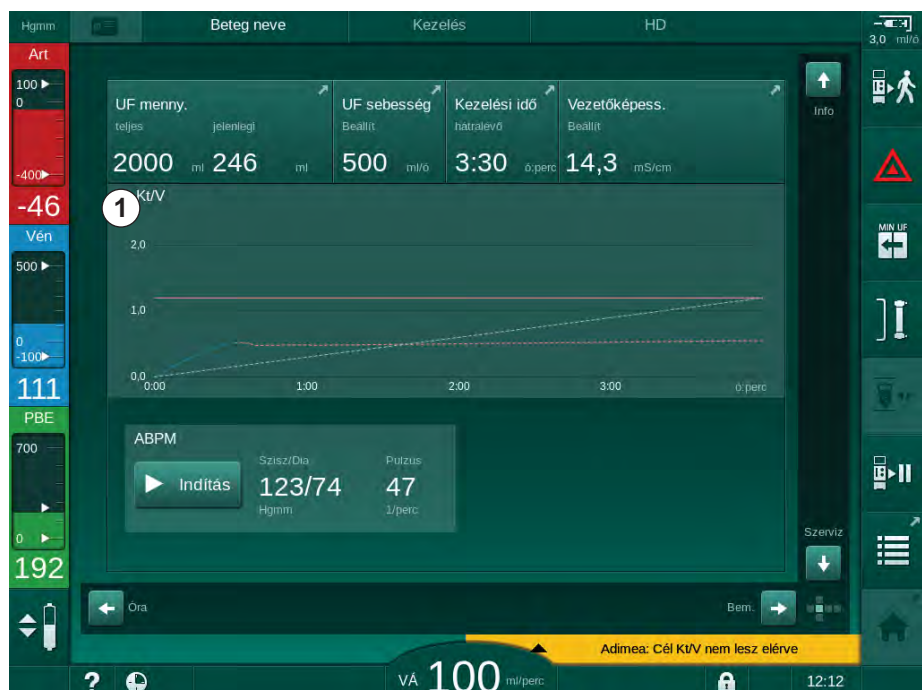 Hgmm
Beteg neve
Kezelés
HD
3,0 ml/ó
Art
100
0
-400
-46
Vén
500
0
-100
111
PBE
700
0
192
UF menny.
teljes jelenlegi
2000 ml 246 ml
UF sebesség
Beállít
500 ml/ó
Kezelési idő
hátralévő
3:30 ó:perc
Vezetőképess.
Beállít
14,3 mS/cm
Info
1
Kt/V
2,0
1,0
0,0
0:00 1:00 2:00 3:00 ó:perc
ABPM
Indítás
Szisz/Dia
123/74
Hgmm
Pulzus
47
1/perc
MIN UF
Szerviz
Óra
Bem.
Adimea: Cél Kt/V nem lesz elérve
?
VÁ 100 ml/perc
12:12